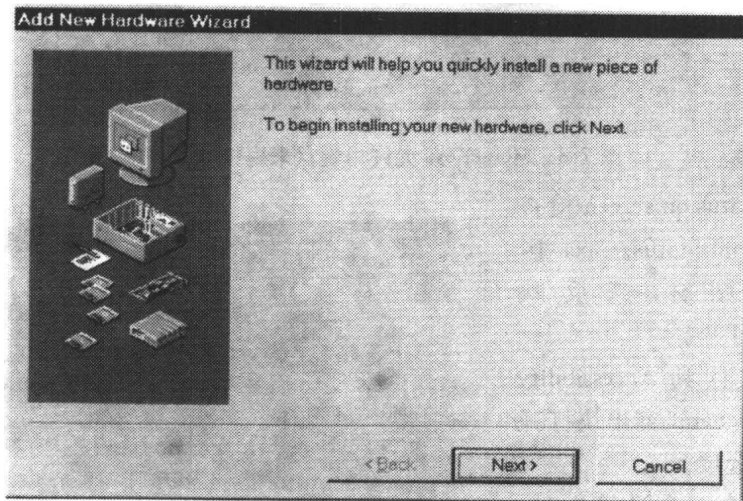 Add New Hardware Wizard
This wizard will help you quickly install a new piece of
hardware.
To begin installing your new hardware, click Next.
< Back
Next >
Cancel